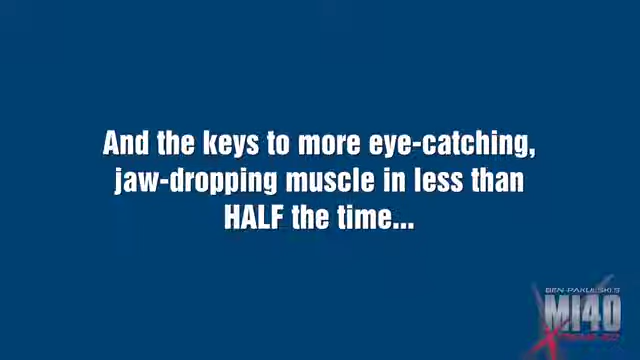 And the keys to more eye-catching,
jaw-dropping muscle in less than
HALF the time...
BEN PAKULSKI'S
MI40